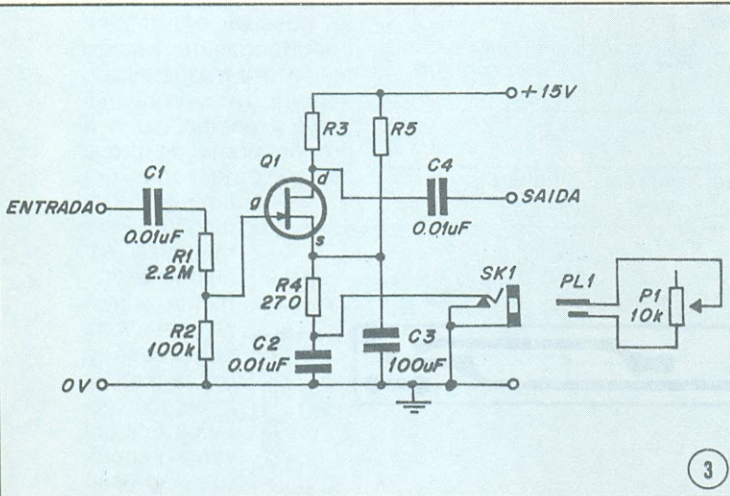 +15V
R3
R5
Q1
C1
C4
d
g
ENTRADA
SAIDA
0.01uF
0.01uF
s
R1
2.2M
SK1
PL1
R4
270
P1
10k
R2
100k
C2
0.01uF
C3
100uF
0V
3